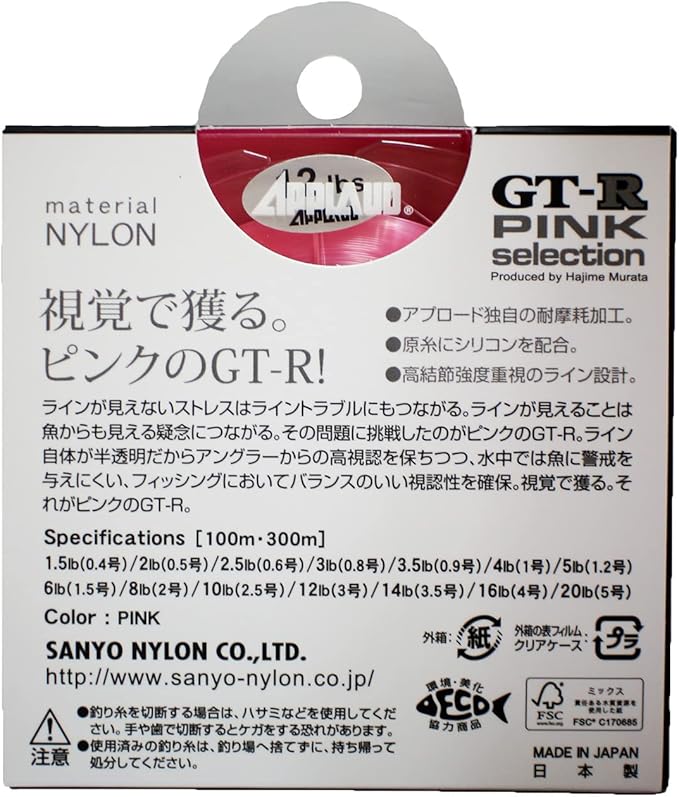 12 lbs
APPLAUD®
APPLAUD
material
NYLON
GT-R
PINK
selection
Produced by Hajime Murata
視覚で獲る。
ピンクのGT-R!
●アプロード独自の耐摩耗加工。
●原糸にシリコンを配合。
●高結節強度重視のライン設計。
ラインが見えないストレスはライントラブルにもつながる。ラインが見えることは
魚からも見える疑念につながる。その問題に挑戦したのがピンクのGT-R。ライン
自体が半透明だからアングラーからの高視認を保ちつつ、水中では魚に警戒を
与えにくい、フィッシングにおいてバランスのいい視認性を確保。視覚で獲る。そ
れがピンクのGT-R。
Specifications [100m・300m]
1.5lb(0.4号)/2lb(0.5号)/2.5lb(0.6号)/3lb(0.8号)/3.5lb(0.9号)/4lb(1号)/5lb(1.2号)
6lb(1.5号)/8lb(2号)/10lb(2.5号)/12lb(3号)/14lb(3.5号)/16lb(4号)/20lb(5号)
Color : PINK
SANYO NYLON CO.,LTD.
http://www.sanyo-nylon.co.jp/
外箱: 紙
外箱の表フィルム
クリアケース: プラ
注意
●釣り糸を切断する場合は、ハサミなどを使用してくだ
さい。手や歯で切断するとケガをする恐れがあります。
●使用済みの釣り糸は、釣り場へ捨てずに、持ち帰って
処分してください。
環境・美化
ECO
協力商品
FSC
www.fsc.org
ミックス
責任ある木質資源を
使用した紙
FSC® C170685
MADE IN JAPAN
日本製